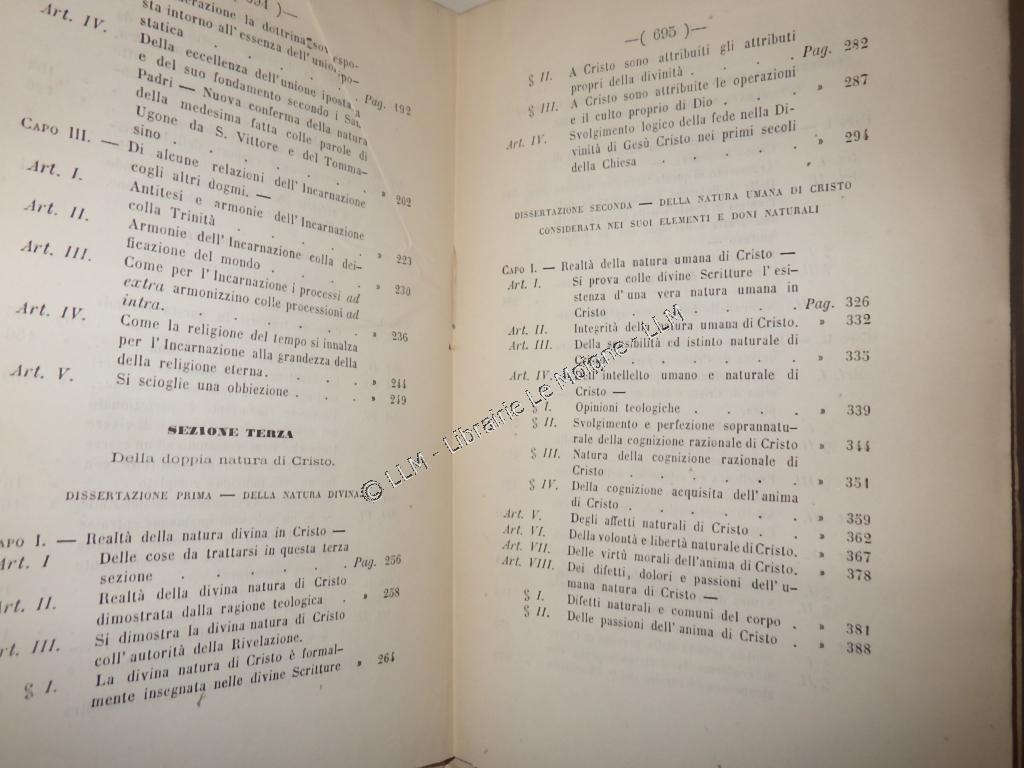 594 )—
la dottrina espo-
sta intorno all'essenza dell'unio, ipo-
statica . . . Pag. 192
Art. IV. Della eccellenza dell'unione iposta
e del suo fondamento secondo i San.
Padri — Nuova conferma della natura
della medesima fatta colle parole di
Ugone da S. Vittore e del Tomma-
sino . . . . . . » 202
Capo III. — Di alcune relazioni dell'Incarnazione
cogli altri dogmi. —
Art. I. Antitesi e armonie dell'Incarnazione
colla Trinità . . . . . » 223
Art. II. Armonie dell'Incarnazione colla dei-
ficazione del mondo . . . . » 230
Art. III. Come per l'Incarnazione i processi ad
extra armonizzino colle processioni ad
intra. . . . . . . » 236
Art. IV. Come la religione del tempo si innalza
per l'Incarnazione alla grandezza della
della religione eterna. . . . . » 244
Art. V. Si scioglie una obbiezione . . . » 249
SEZIONE TERZA
Della doppia natura di Cristo.
DISSERTAZIONE PRIMA — DELLA NATURA DIVINA
APO I. — Realtà della natura divina in Cristo —
Art. I Delle cose da trattarsi in questa terza
sezione . . . . . . Pag. 256
Art. II. Realtà della divina natura di Cristo
dimostrata dalla ragione teologica . » 258
rt. III. Si dimostra la divina natura di Cristo
coll'autorità della Rivelazione.
§ I. La divina natura di Cristo è formal-
mente insegnata nelle divine Scritture » 264
—( 695 )—
§ II. A Cristo sono attribuiti gli attributi
propri della divinità . . . . . Pag. 282
§ III. A Cristo sono attribuite le operazioni
e il culto proprio di Dio . . . » 287
Art. IV. Svolgimento logico della fede nella Di-
vinità di Gesù Cristo nei primi secoli
della Chiesa . . . . . » 294
DISSERTAZIONE SECONDA — DELLA NATURA UMANA DI CRISTO
CONSIDERATA NEI SUOI ELEMENTI E DONI NATURALI
Capo I. — Realtà della natura umana di Cristo —
Art. I. Si prova colle divine Scritture l'esi-
stenza d'una vera natura umana in
Cristo . . . . . . Pag. 326
Art. II. Integrità della natura umana di Cristo. » 332
Art. III. Della sensibilità ed istinto naturale di
Cristo . . . . . . » 335
Art. IV. Dell'intelleto umano e naturale di
Cristo —
§ I. Opinioni teologiche . . . . » 339
§ II. Svolgimento e perfezione soprannatu-
rale della cognizione razionale di Cristo » 344
§ III. Natura della cognizione razionale di
Cristo . . . . . . » 351
§ IV. Della cognizione acquisita dell'anima
di Cristo . . . . . . » 359
Art. V. Degli affetti naturali di Cristo . . » 362
Art. VI. Della volontà e libertà naturale di Cristo. » 367
Art. VII. Delle virtù morali dell'anima di Cristo. » 378
Art. VIII. Dei difetti, dolori e passioni dell'u-
mana natura di Cristo —
§ I. Difetti naturali e comuni del corpo . » 381
§ II. Delle passioni dell'anima di Cristo . » 388
© LLM - Librairie Le Moigne - LLM